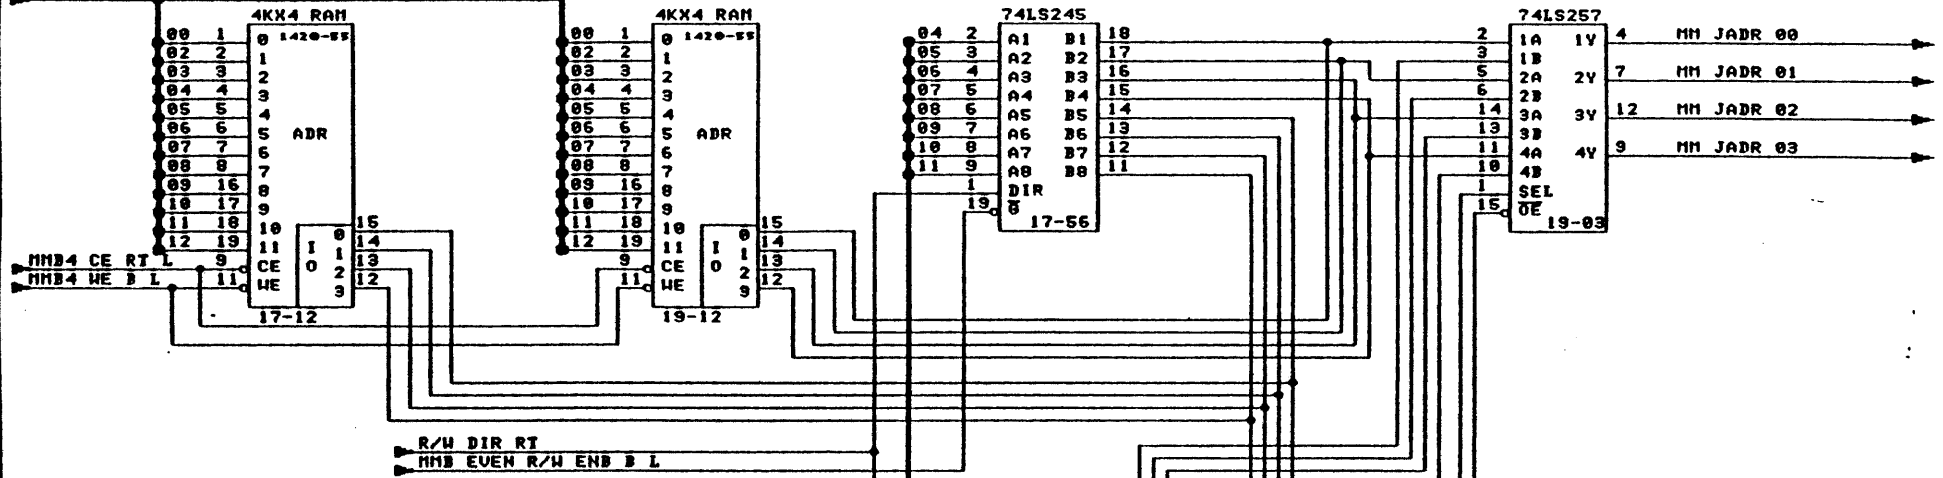 4KX4 RAM
1420-55
00 1 0
02 2 1
03 3 2
04 4 3
05 5 4
06 6 5 ADR
07 7 6
08 8 7
09 16 8
10 17 9
11 18 10
12 19 11
MMB4 CE RT L 9 CE
MMB4 WE B L 11 WE
I O
0 15
1 14
2 13
3 12
17-12
4KX4 RAM
1420-55
00 1 0
02 2 1
03 3 2
04 4 3
05 5 4
06 6 5 ADR
07 7 6
08 8 7
09 16 8
10 17 9
11 18 10
12 19 11
9 CE
11 WE
I O
0 15
1 14
2 13
3 12
19-12
R/W DIR RT
MMB EVEN R/W ENB B L
74LS245
04 2 A1 B1 18
05 3 A2 B2 17
06 4 A3 B3 16
07 5 A4 B4 15
08 6 A5 B5 14
09 7 A6 B6 13
10 8 A7 B7 12
11 9 A8 B8 11
1 DIR
19 G
17-56
74LS257
2 1A 1Y 4 MM JADR 00
3 1B
5 2A 2Y 7 MM JADR 01
6 2B
14 3A 3Y 12 MM JADR 02
13 3B
11 4A 4Y 9 MM JADR 03
10 4B
1 SEL
15 OE
19-03